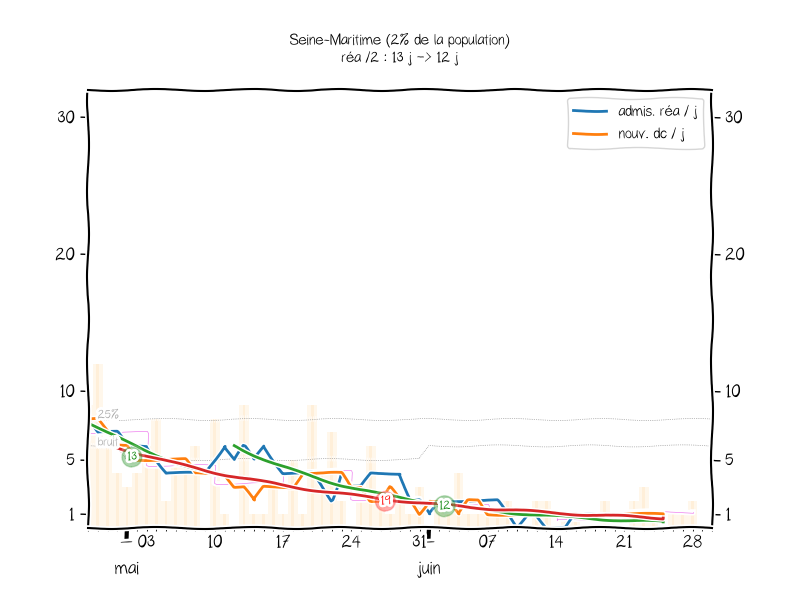 Seine-Maritime (2% de la population)
réa /2 : 13 j -> 12 j
admis. réa / j
nouv. dc / j
30
30
20
20
10
10
25%
bruit
5
5
13
19
12
1
1
03 10 17 24 31 07 14 21 28
mai juin